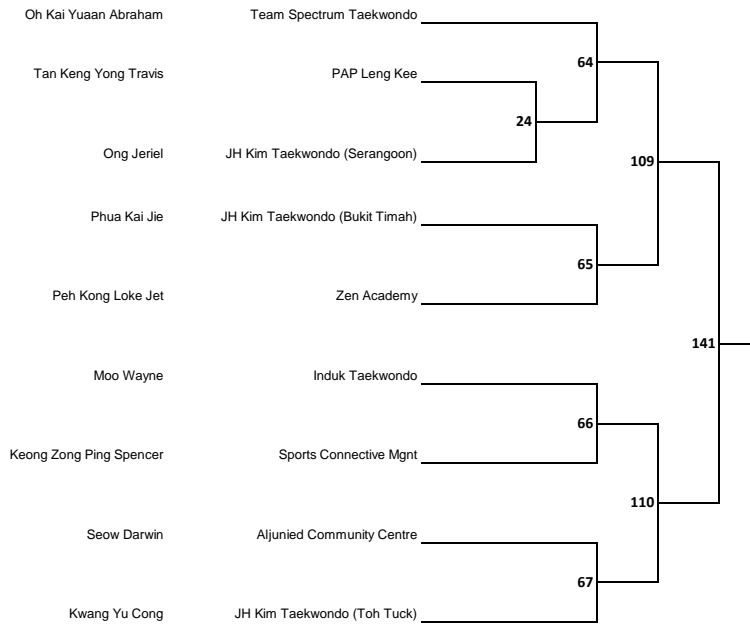 Oh Kai Yuaan Abraham Team Spectrum Taekwondo
64
Tan Keng Yong Travis PAP Leng Kee
24
Ong Jeriel JH Kim Taekwondo (Serangoon)
109
Phua Kai Jie JH Kim Taekwondo (Bukit Timah)
65
Peh Kong Loke Jet Zen Academy
141
Moo Wayne Induk Taekwondo
66
Keong Zong Ping Spencer Sports Connective Mgnt
110
Seow Darwin Aljunied Community Centre
67
Kwang Yu Cong JH Kim Taekwondo (Toh Tuck)